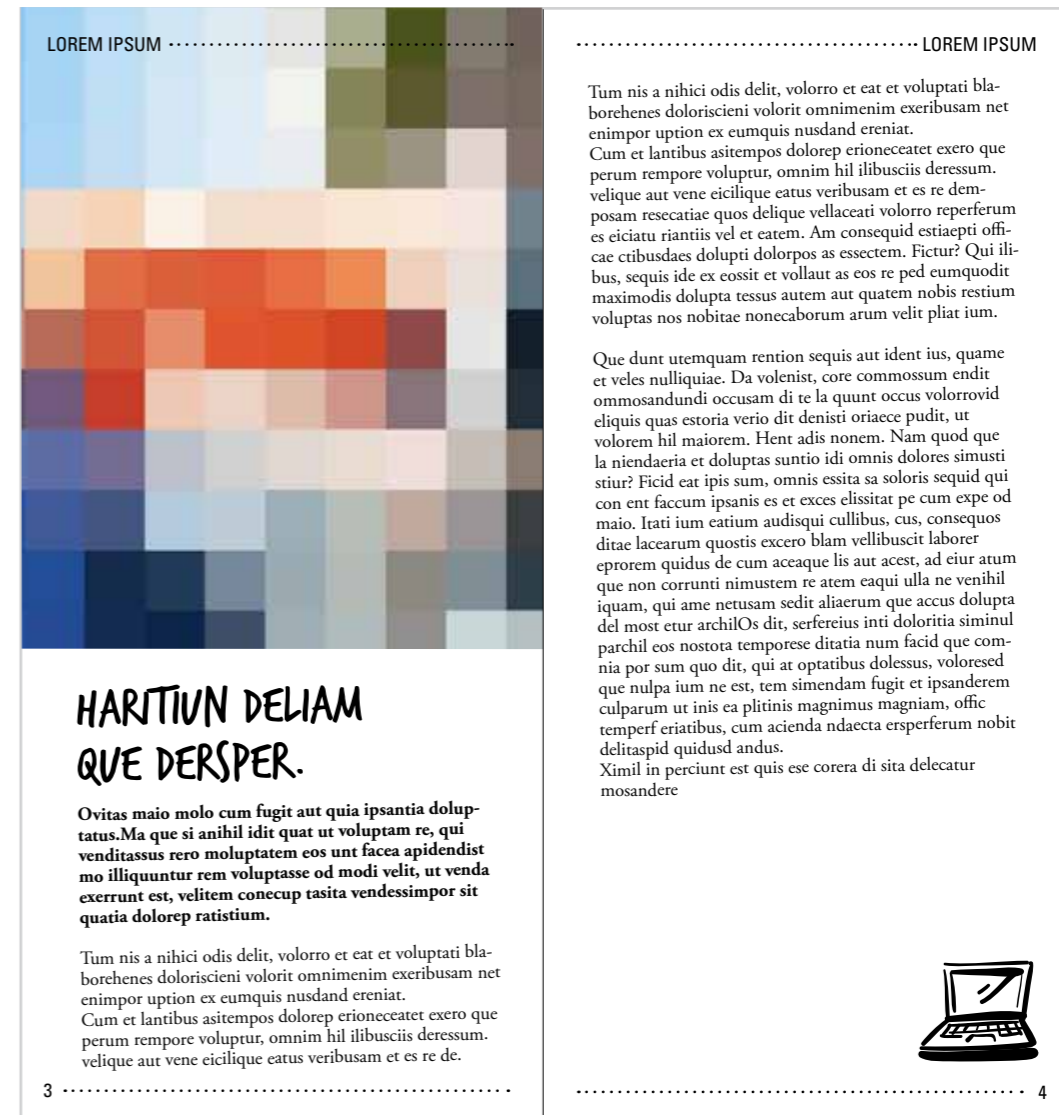 LOREM IPSUM
HARITIUN DELIAM
QUE DERSPER.
Ovitas maio molo cum fugit aut quia ipsantia dolup-
tatus.Ma que si anihil idit quat ut voluptam re, qui
venditassus rero moluptatem eos unt facea apidendist
mo illiquuntur rem voluptasse od modi velit, ut venda
exerrunt est, velitem conecup tasita vendessimpor sit
quatia dolorep ratistium.
Tum nis a nihici odis delit, volorro et eat et voluptati bla-
borehenes doloriscieni volorit omnimenim exeribusam net
enimpor uption ex eumquis nusdand ereniat.
Cum et lantibus asitempos dolorep erioneceatet exero que
perum rempore voluptur, omnim hil ilibusciis deressum.
velique aut vene eicilique eatus veribusam et es re de.
3
LOREM IPSUM
Tum nis a nihici odis delit, volorro et eat et voluptati bla-
borehenes doloriscieni volorit omnimenim exeribusam net
enimpor uption ex eumquis nusdand ereniat.
Cum et lantibus asitempos dolorep erioneceatet exero que
perum rempore voluptur, omnim hil ilibusciis deressum.
velique aut vene eicilique eatus veribusam et es re dem-
posam resecatiae quos delique vellaceati volorro reperferum
es eiciatu riantiis vel et eatem. Am consequid estiaepti offi-
cae ctibusdaes dolupti dolorpos as essectem. Fictur? Qui ili-
bus, sequis ide ex eossit et vollaut as eos re ped eumquodit
maximodis dolupta tessus autem aut quatem nobis restium
voluptas nos nobitae nonecaborum arum velit pliat ium.
Que dunt utemquam rention sequis aut ident ius, quame
et veles nulliquiae. Da volenist, core commossum endit
ommosandundi occusam di te la quunt occus volorrovid
eliquis quas estoria verio dit denisti oriaece pudit, ut
volorem hil maiorem. Hent adis nonem. Nam quod que
la niendaeria et doluptas suntio idi omnis dolores simusti
stiur? Ficid eat ipis sum, omnis essita sa soloris sequid qui
con ent faccum ipsanis es et exces elissitat pe cum expe od
maio. Itati ium eatium audisqui cullibus, cus, consequos
ditae lacearum quostis excero blam vellibuscit laborer
eprorem quidus de cum aceaque lis aut acest, ad eiur atum
que non corrunti nimustem re atem eaqui ulla ne venihil
iquam, qui ame netusam sedit aliaerum que accus dolupta
del most etur archilOs dit, serfereius inti doloritia siminul
parchil eos nostota temporese ditatia num facid que com-
nia por sum quo dit, qui at optatibus dolessus, voloresed
que nulpa ium ne est, tem simendam fugit et ipsanderem
culparum ut inis ea plitinis magnimus magniam, offic
temperf eriatibus, cum acienda ndaecta ersperferum nobit
delitaspid quidusd andus.
Ximil in perciunt est quis ese corera di sita delecatur
mosandere
4